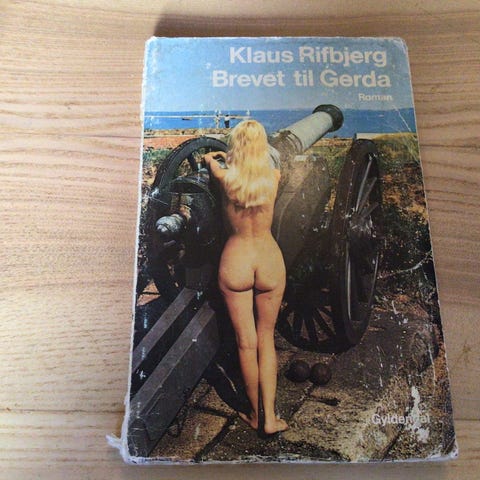 Klaus Rifbjerg
Brevet til Gerda
Roman
Gyldendal